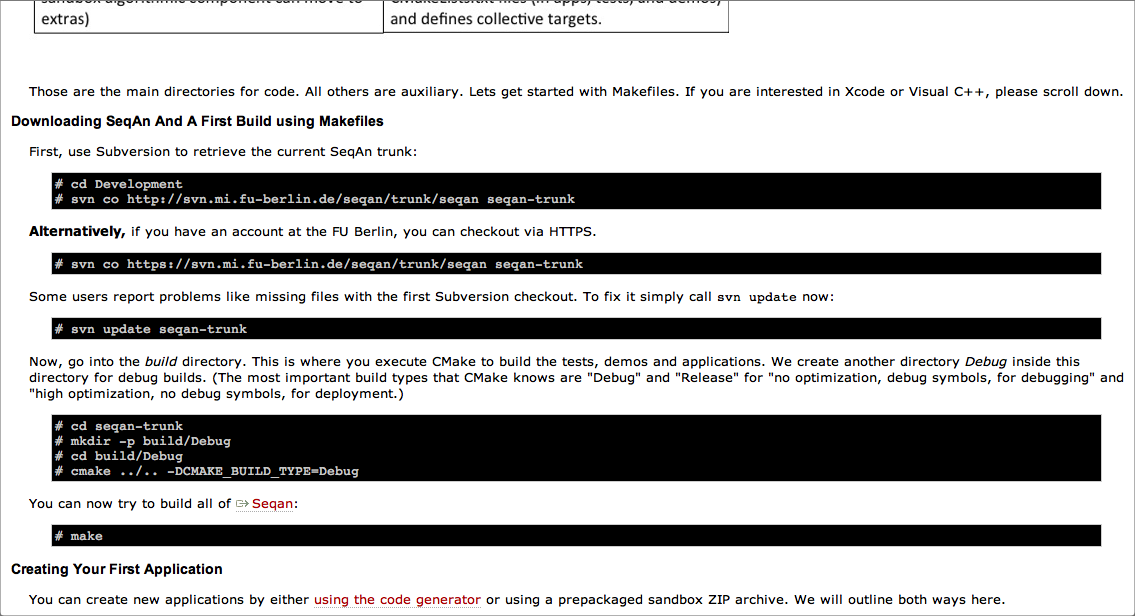 extras)
and defines collective targets.
Those are the main directories for code. All others are auxiliary. Lets get started with Makefiles. If you are interested in Xcode or Visual C++, please scroll down.
Downloading SeqAn And A First Build using Makefiles
First, use Subversion to retrieve the current SeqAn trunk:
# cd Development
# svn co http://svn.mi.fu-berlin.de/seqan/trunk/seqan seqan-trunk
Alternatively, if you have an account at the FU Berlin, you can checkout via HTTPS.
# svn co https://svn.mi.fu-berlin.de/seqan/trunk/seqan seqan-trunk
Some users report problems like missing files with the first Subversion checkout. To fix it simply call svn update now:
# svn update seqan-trunk
Now, go into the build directory. This is where you execute CMake to build the tests, demos and applications. We create another directory Debug inside this
directory for debug builds. (The most important build types that CMake knows are "Debug" and "Release" for "no optimization, debug symbols, for debugging" and
"high optimization, no debug symbols, for deployment.)
# cd seqan-trunk
# mkdir -p build/Debug
# cd build/Debug
# cmake ../.. -DCMAKE_BUILD_TYPE=Debug
You can now try to build all of Seqan:
# make
Creating Your First Application
You can create new applications by either using the code generator or using a prepackaged sandbox ZIP archive. We will outline both ways here.